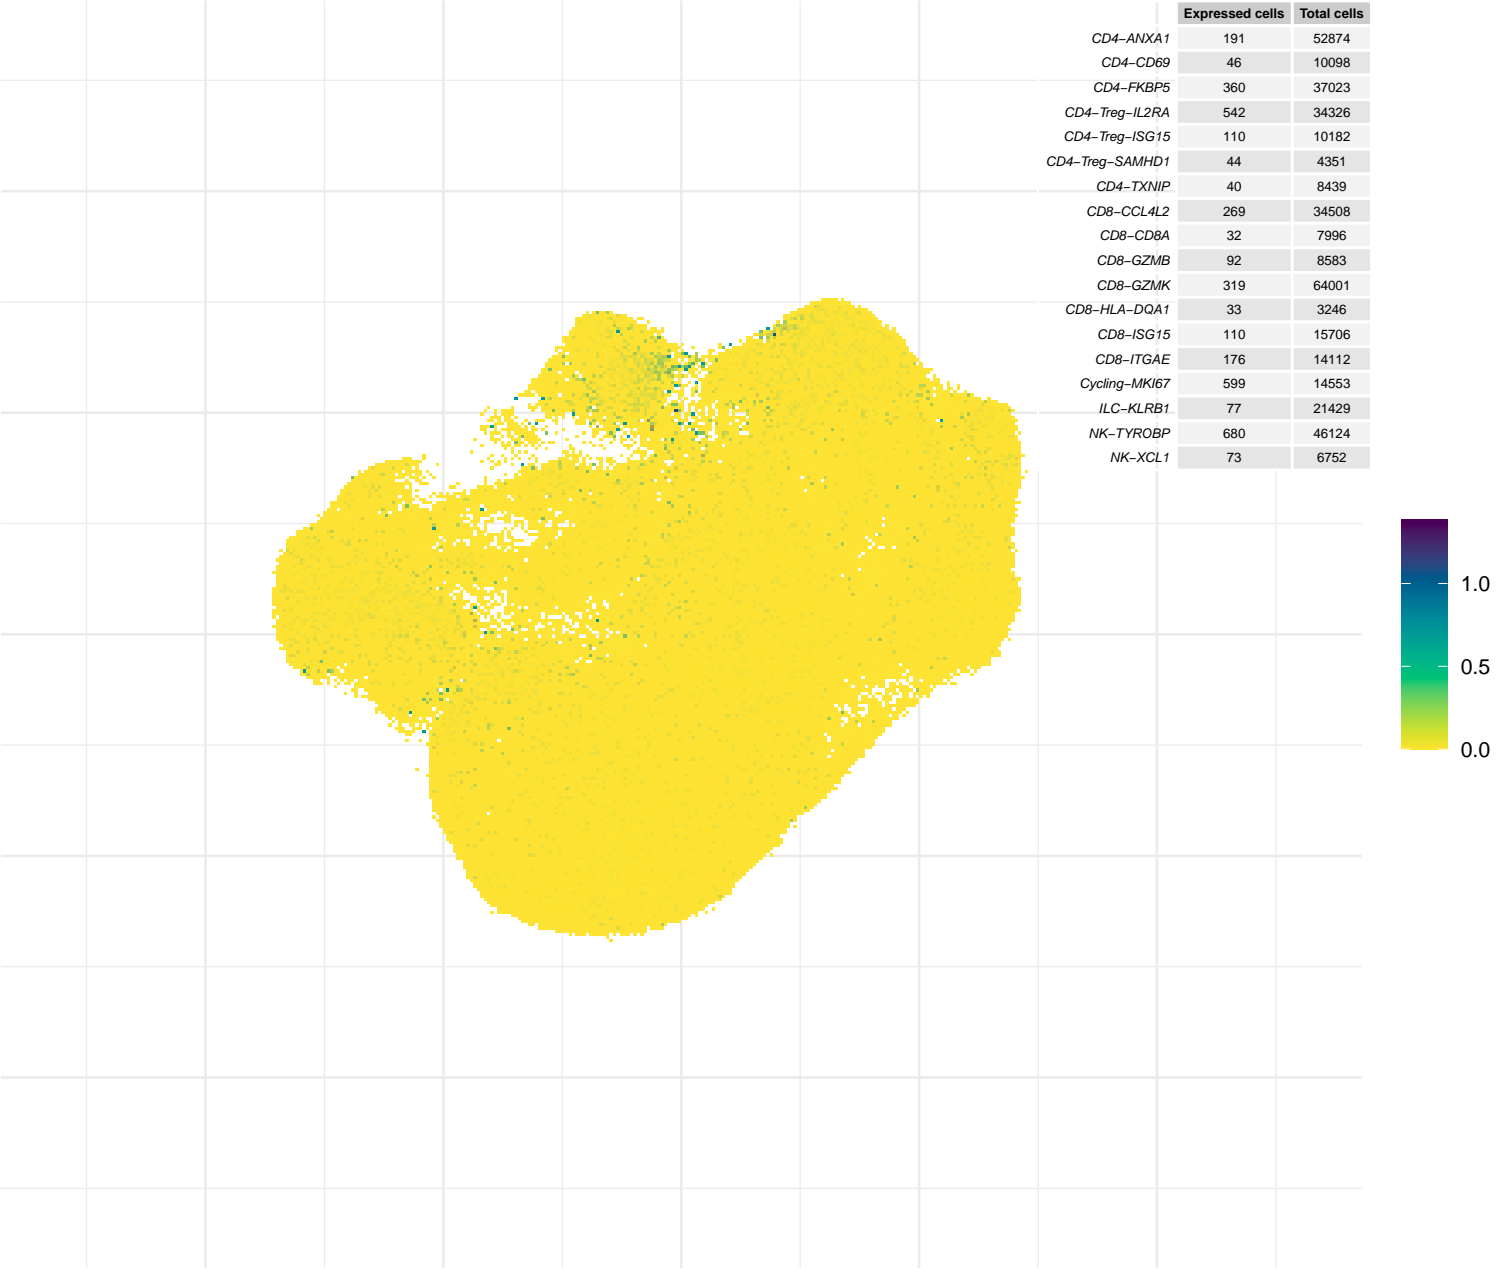 Expressed cells Total cells
CD4−ANXA1 191 52874
CD4−CD69 46 10098
CD4−FKBP5 360 37023
CD4−Treg−IL2RA 542 34326
CD4−Treg−ISG15 110 10182
CD4−Treg−SAMHD1 44 4351
CD4−TXNIP 40 8439
CD8−CCL4L2 269 34508
CD8−CD8A 32 7996
CD8−GZMB 92 8583
CD8−GZMK 319 64001
CD8−HLA−DQA1 33 3246
CD8−ISG15 110 15706
CD8−ITGAE 176 14112
Cycling−MKI67 599 14553
ILC−KLRB1 77 21429
NK−TYROBP 680 46124
NK−XCL1 73 6752
1.0
0.5
0.0